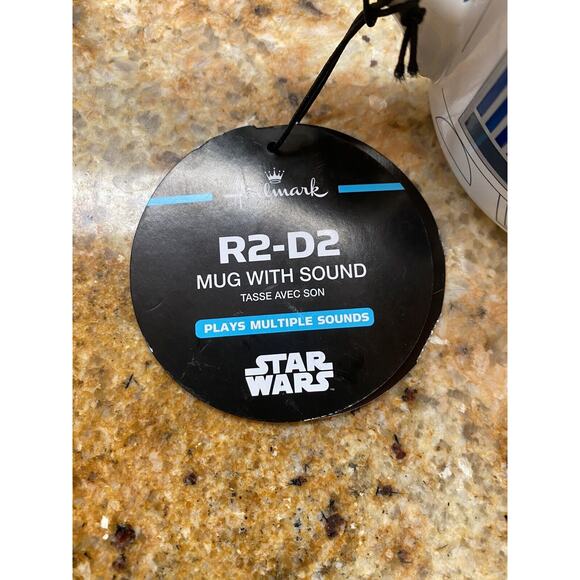 Hallmark
R2-D2
MUG WITH SOUND
TASSE AVEC SON
PLAYS MULTIPLE SOUNDS
STAR
WARS